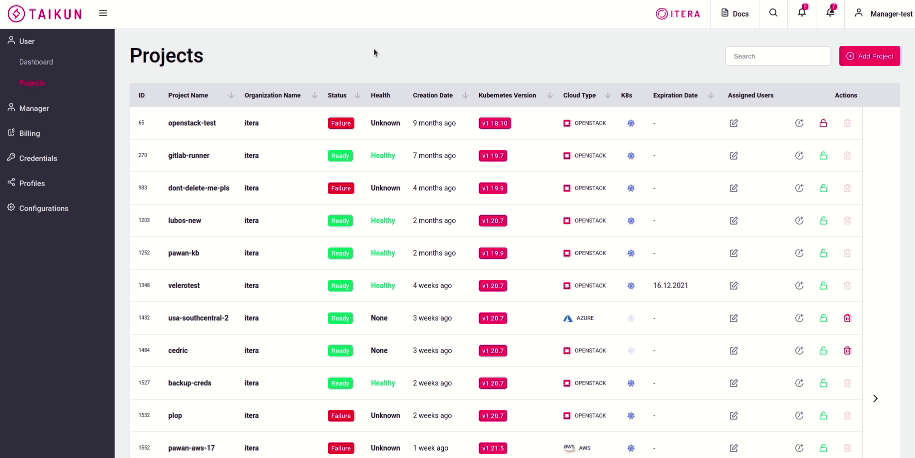 TAIKUN
ITERA
Docs
Manager-test
User
Dashboard
Projects
Manager
Billing
Credentials
Profiles
Configurations
Projects
Search
Add Project
ID Project Name Organization Name Status Health Creation Date Kubernetes Version Cloud Type K8s Expiration Date Assigned Users Actions
65 openstack-test itera Failure Unknown 9 months ago v1.18.10 OPENSTACK -
270 gitlab-runner itera Ready Healthy 7 months ago v1.19.7 OPENSTACK -
983 dont-delete-me-pls itera Failure Unknown 4 months ago v1.19.9 OPENSTACK -
1203 lubos-new itera Ready Healthy 2 months ago v1.20.7 OPENSTACK -
1252 pawan-kb itera Ready Healthy 2 months ago v1.19.9 OPENSTACK -
1348 velerotest itera Ready Healthy 4 weeks ago v1.20.7 OPENSTACK 16.12.2021
1432 usa-southcentral-2 itera Ready None 3 weeks ago v1.20.7 AZURE -
1484 cedric itera Ready None 3 weeks ago v1.20.7 OPENSTACK -
1527 backup-creds itera Ready Healthy 2 weeks ago v1.20.7 OPENSTACK -
1532 plop itera Failure Unknown 2 weeks ago v1.20.7 OPENSTACK -
1552 pawan-aws-17 itera Failure Unknown 1 week ago v1.21.5 aws AWS -